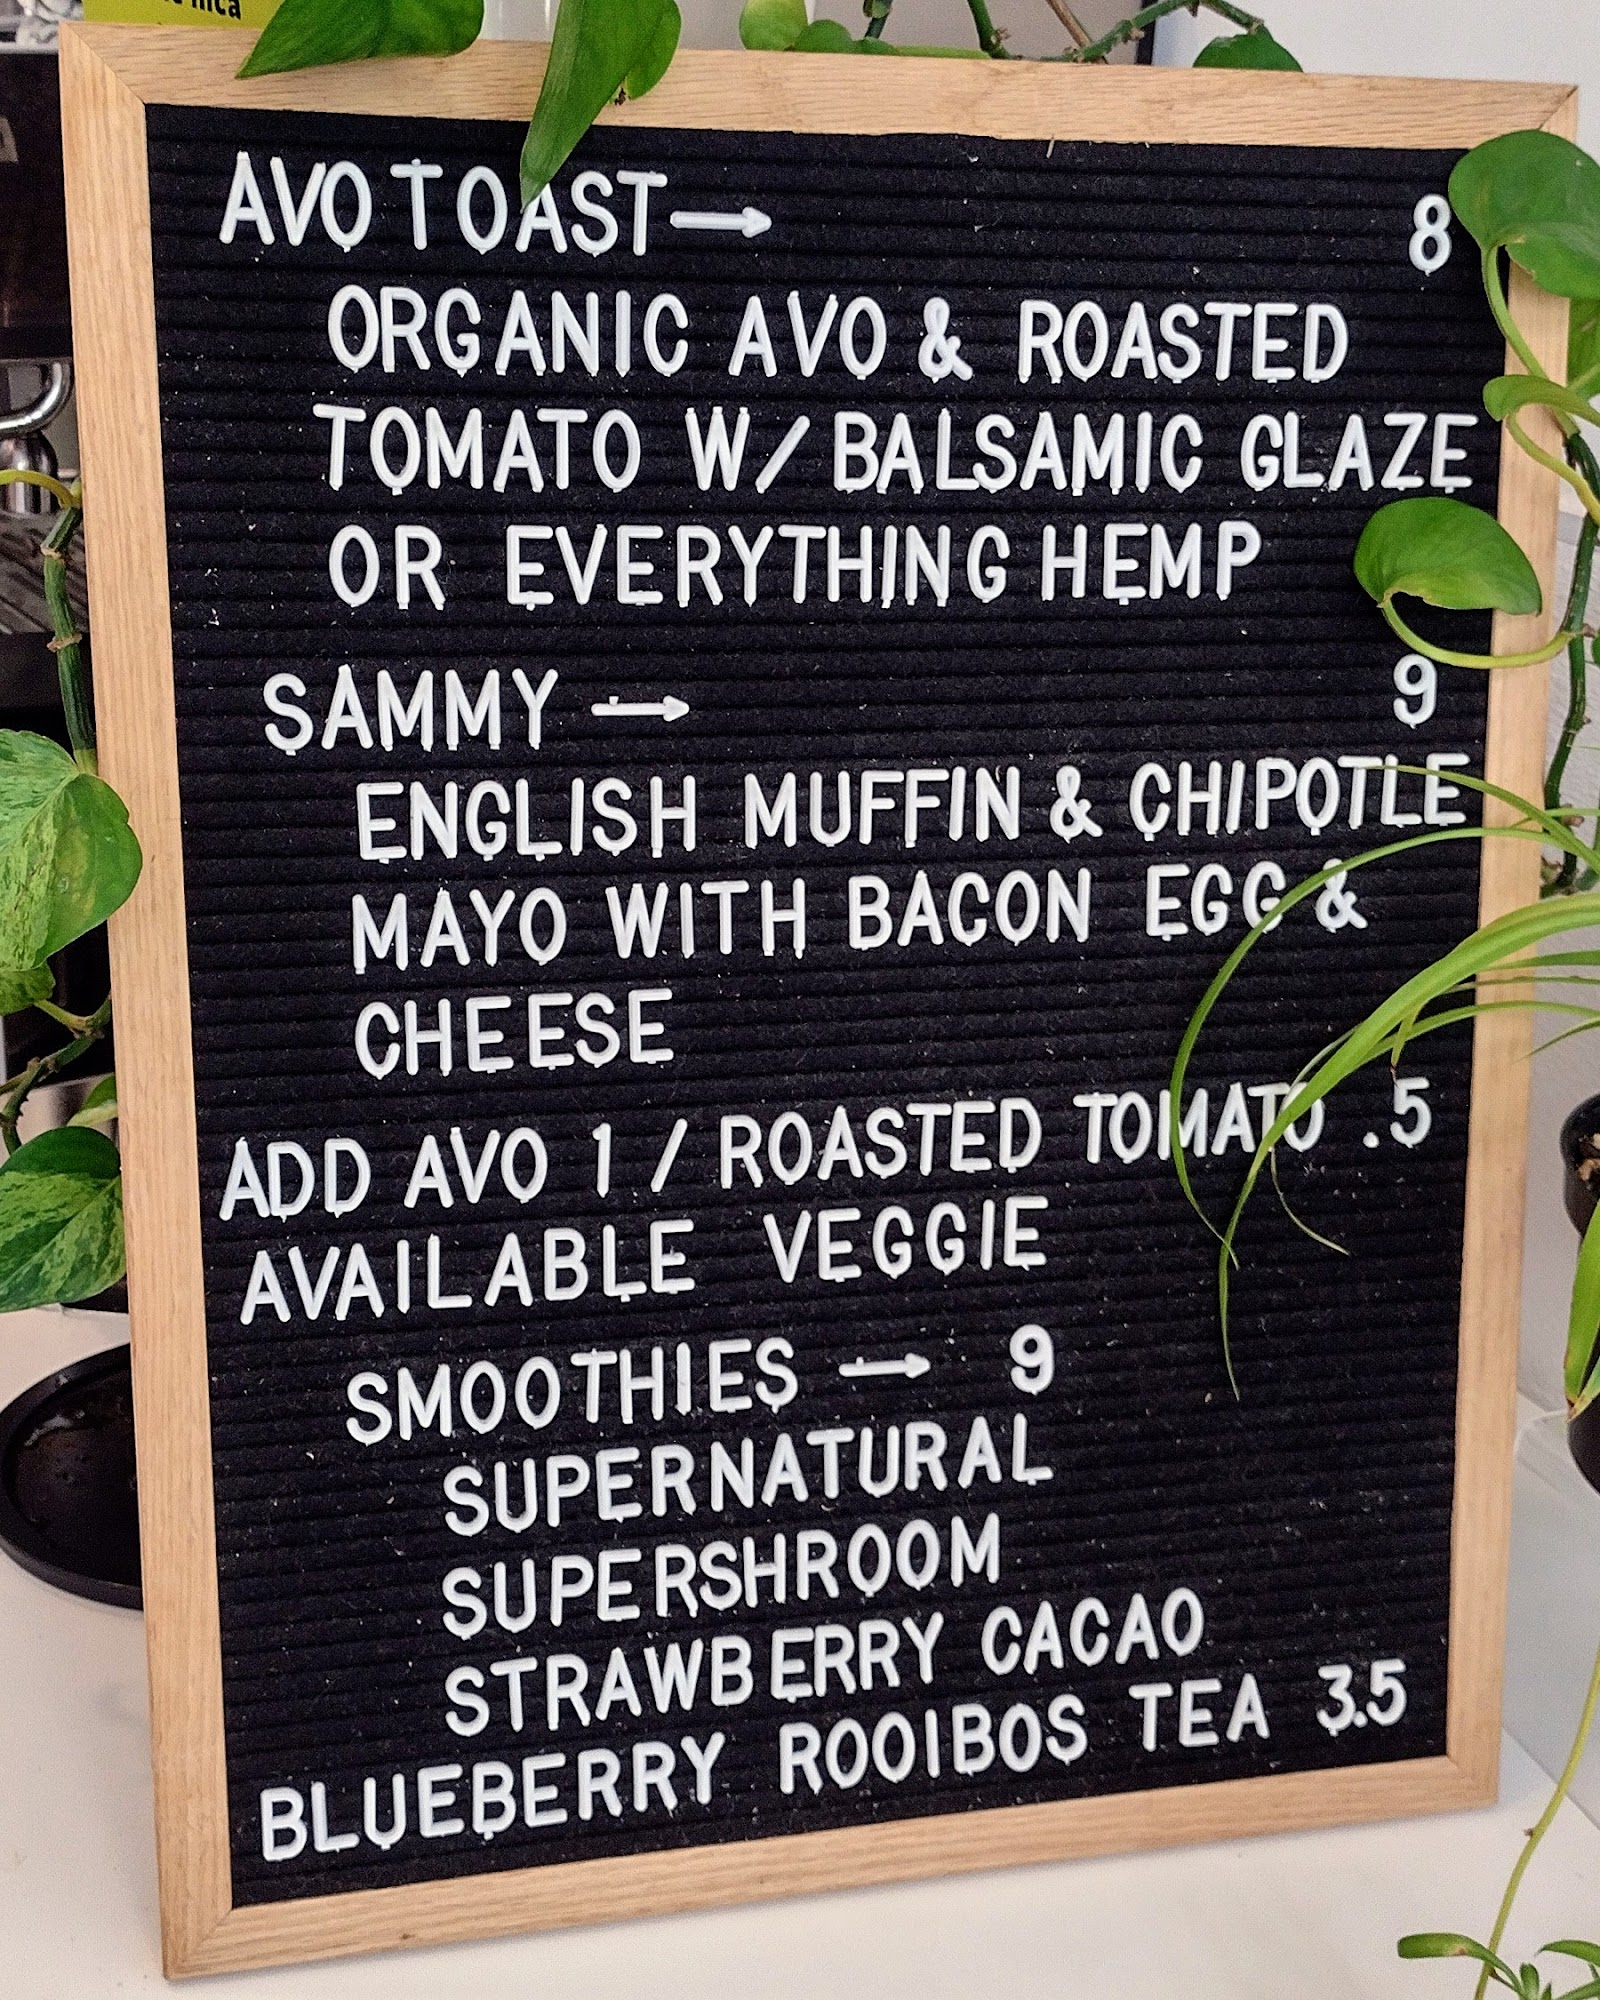 AVO TOAST→ 8
ORGANIC AVO & ROASTED
TOMATO W/ BALSAMIC GLAZE
OR EVERYTHING HEMP
SAMMY → 9
ENGLISH MUFFIN & CHIPOTLE
MAYO WITH BACON EGG &
CHEESE
ADD AVO 1 / ROASTED TOMATO .5
AVAILABLE VEGGIE
SMOOTHIES → 9
SUPERNATURAL
SUPERSHROOM
STRAWBERRY CACAO
BLUEBERRY ROOIBOS TEA 3.5